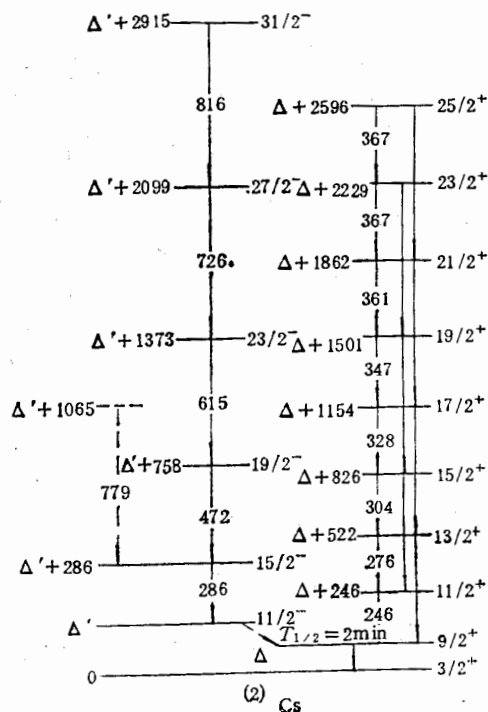 Δ′+2915 31/2⁻
816
Δ+2596 25/2⁺
367
Δ′+2099 27/2⁻ Δ+2229 23/2⁺
367
726 Δ+1862 21/2⁺
361
Δ′+1373 23/2⁻ Δ+1501 19/2⁺
347
Δ′+1065 615 Δ+1154 17/2⁺
328
Δ′+758 19/2⁻ Δ+826 15/2⁺
779 472 304
Δ+522 13/2⁺
Δ′+286 15/2⁻ 276
286 Δ+246 11/2⁺
Δ′ 11/2⁻ 246
T₁/₂=2min 9/2⁺
Δ
0 3/2⁺
(2)
Cs